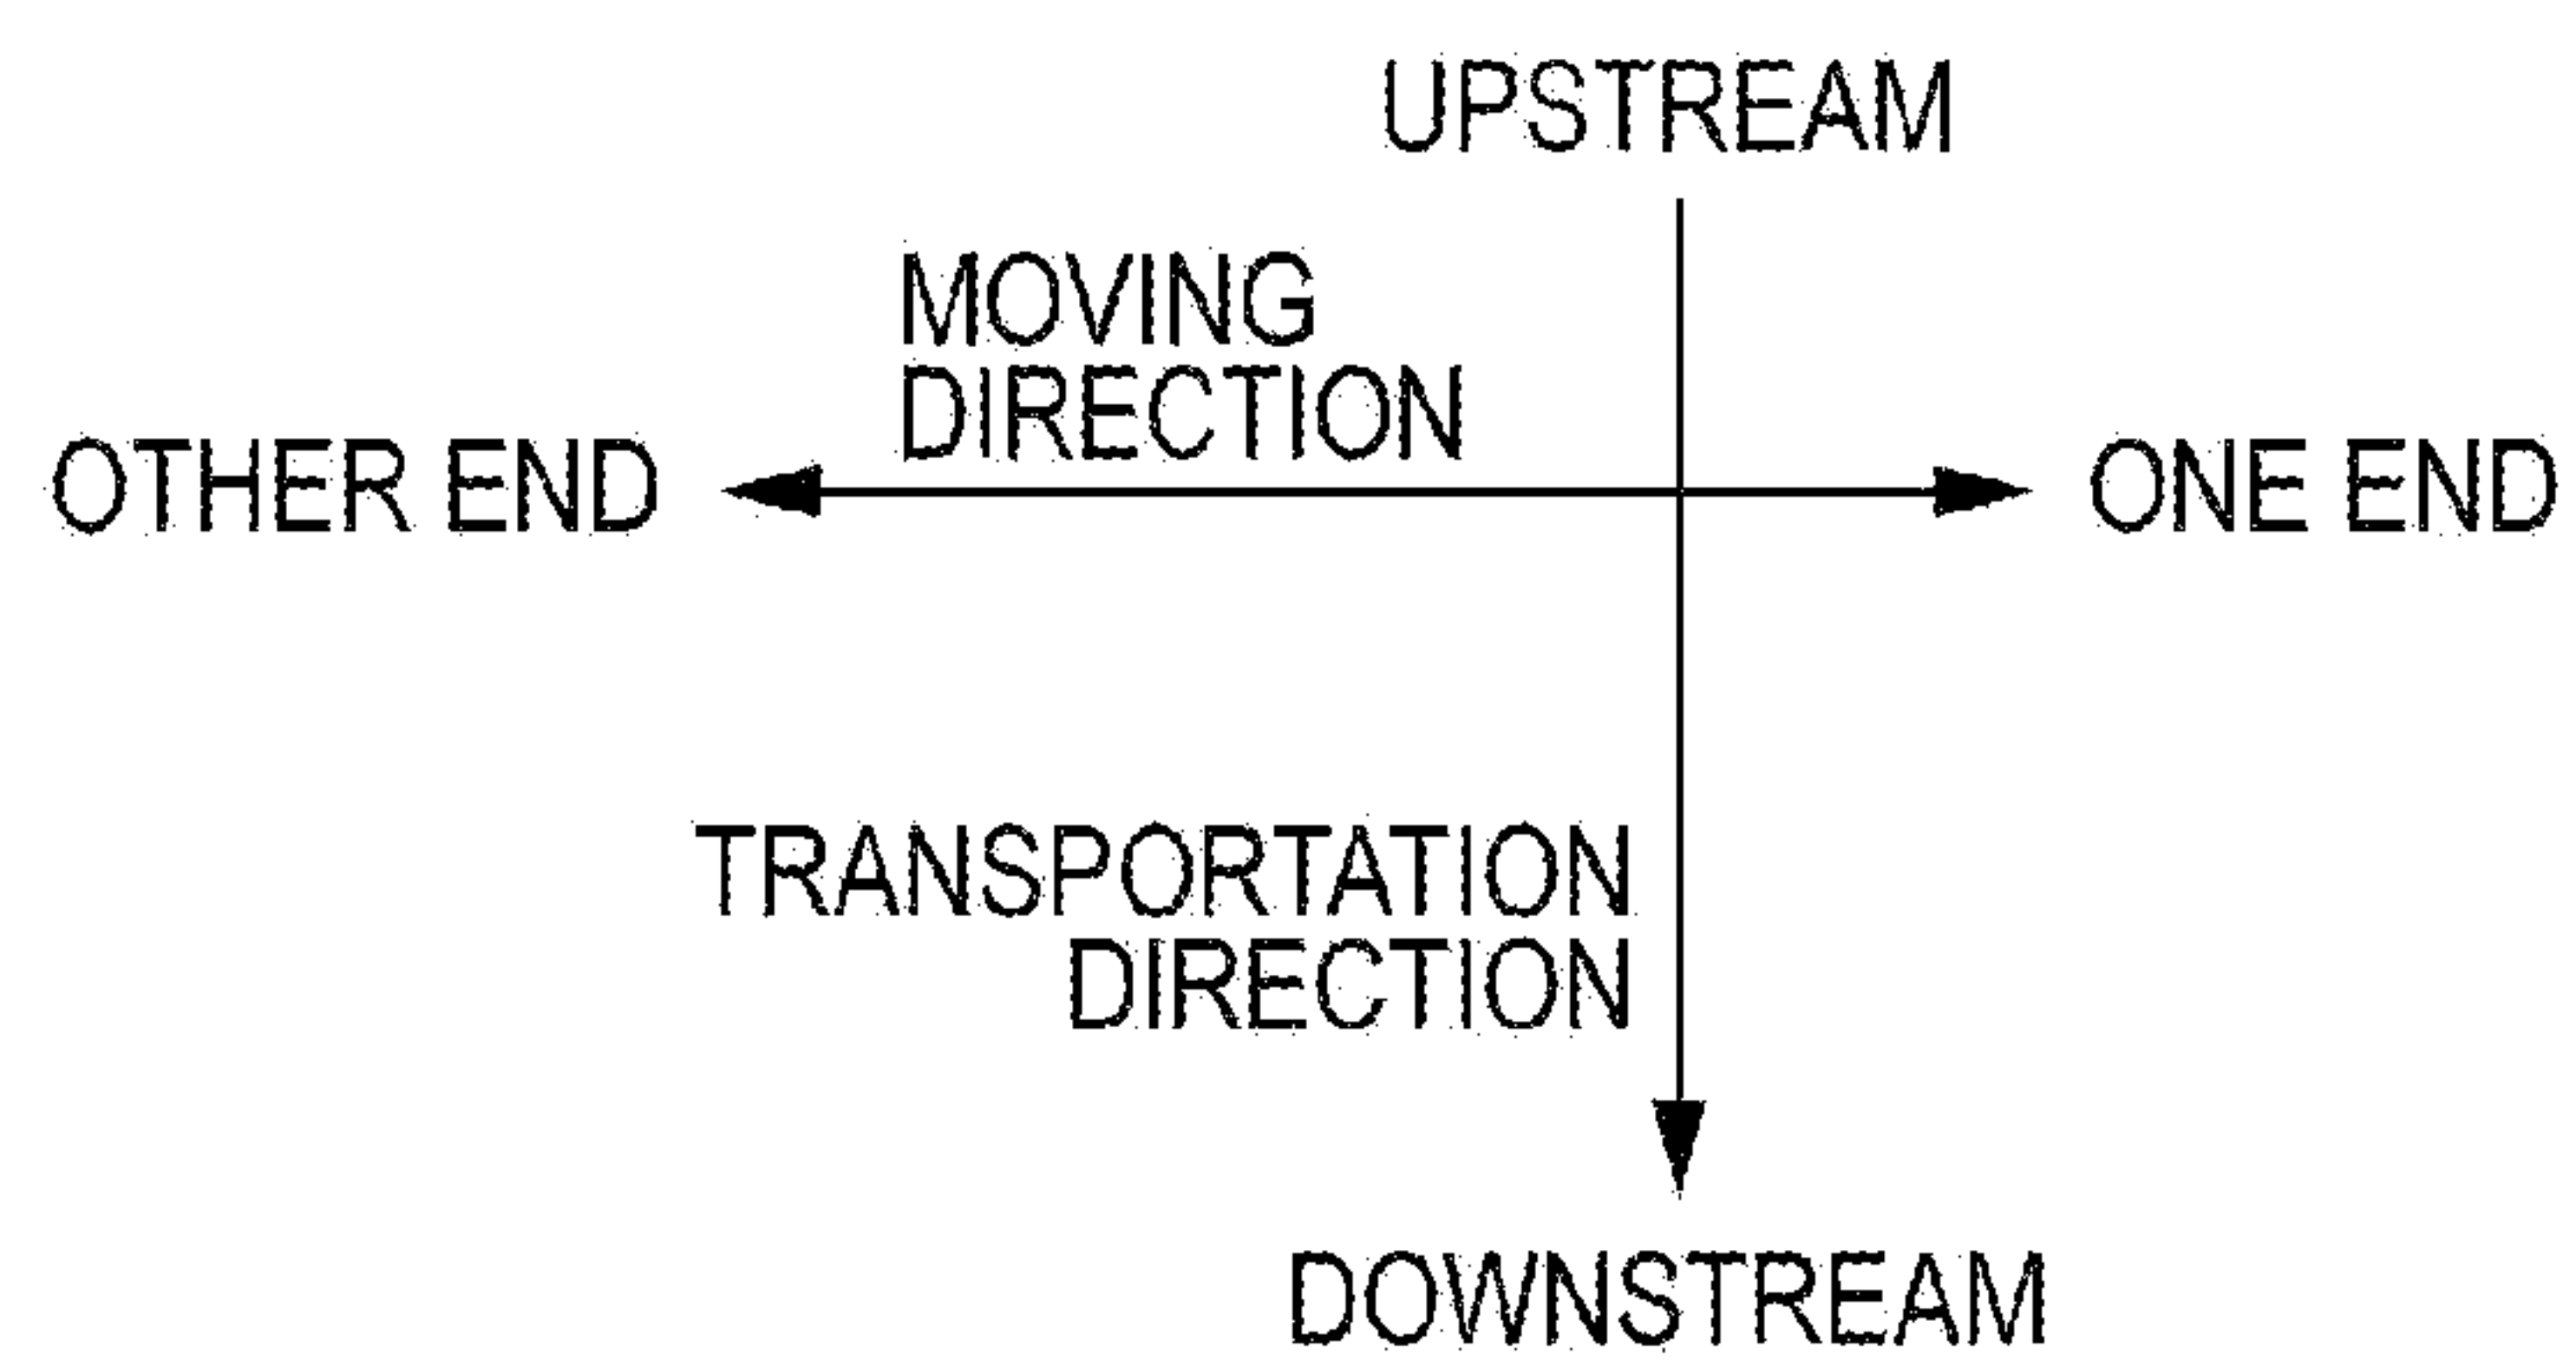 UPSTREAM
MOVING
DIRECTION
OTHER END
ONE END
TRANSPORTATION
DIRECTION
DOWNSTREAM